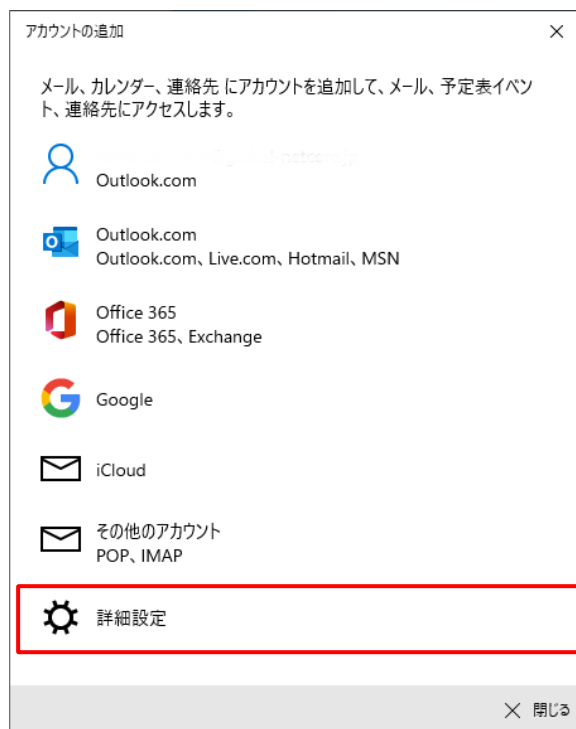 アカウントの追加
メール、カレンダー、連絡先 にアカウントを追加して、メール、予定表イベン
ト、連絡先にアクセスします。
Outlook.com
Outlook.com
Outlook.com、Live.com、Hotmail、MSN
Office 365
Office 365、Exchange
Google
iCloud
その他のアカウント
POP、IMAP
詳細設定
閉じる